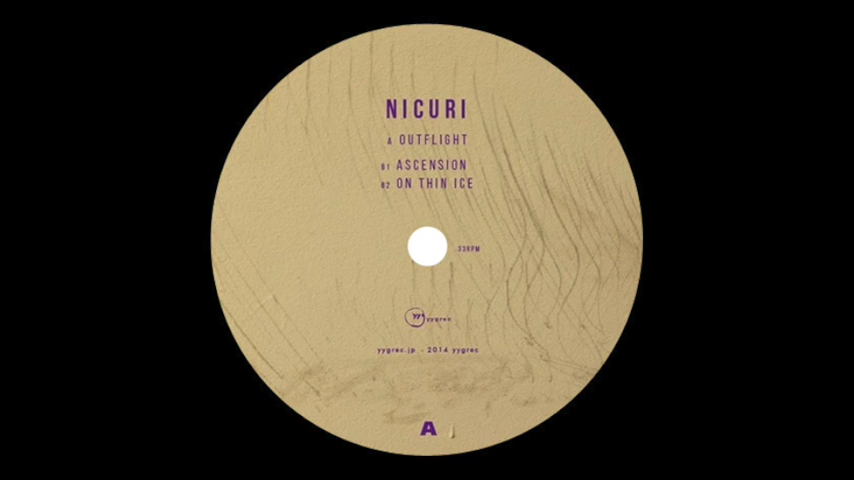 NICURI
A OUTFLIGHT
B1 ASCENSION
B2 ON THIN ICE
33RPM
yygrec
yygrec.jp - 2014 yygrec
A